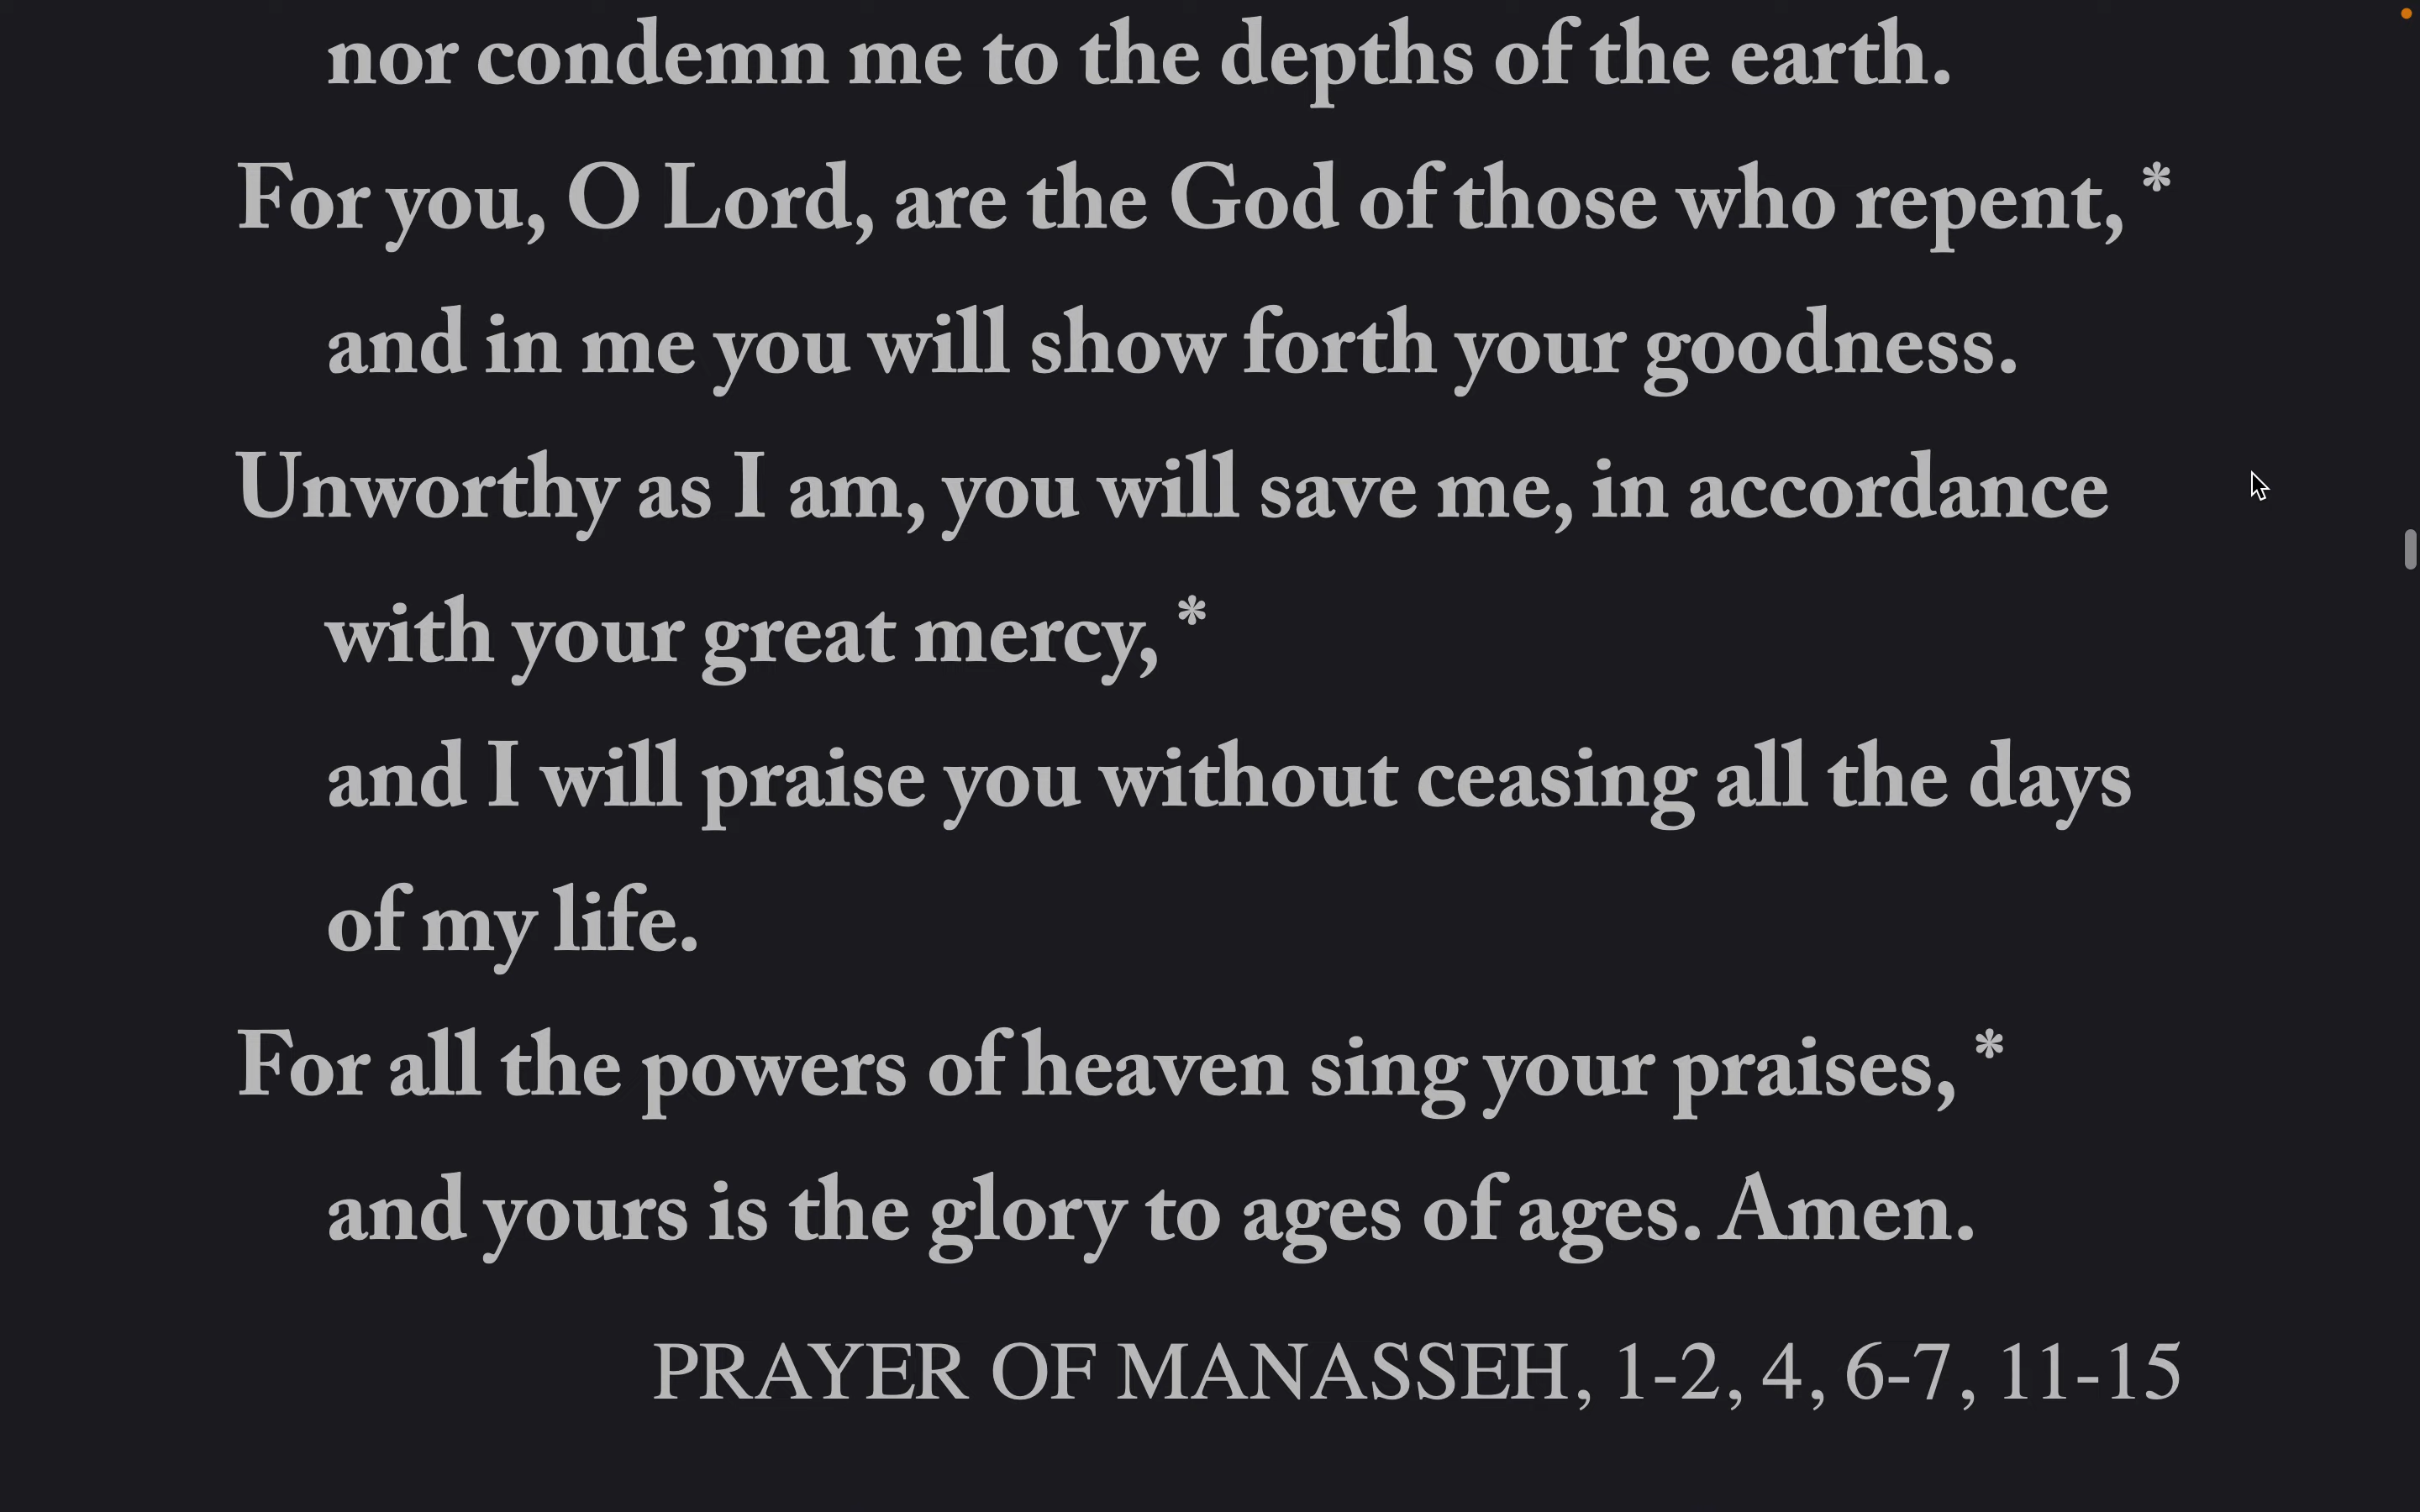 nor condemn me to the depths of the earth.
For you, O Lord, are the God of those who repent, *
and in me you will show forth your goodness.
Unworthy as I am, you will save me, in accordance
with your great mercy, *
and I will praise you without ceasing all the days
of my life.
For all the powers of heaven sing your praises, *
and yours is the glory to ages of ages. Amen.
PRAYER OF MANASSEH, 1-2, 4, 6-7, 11-15